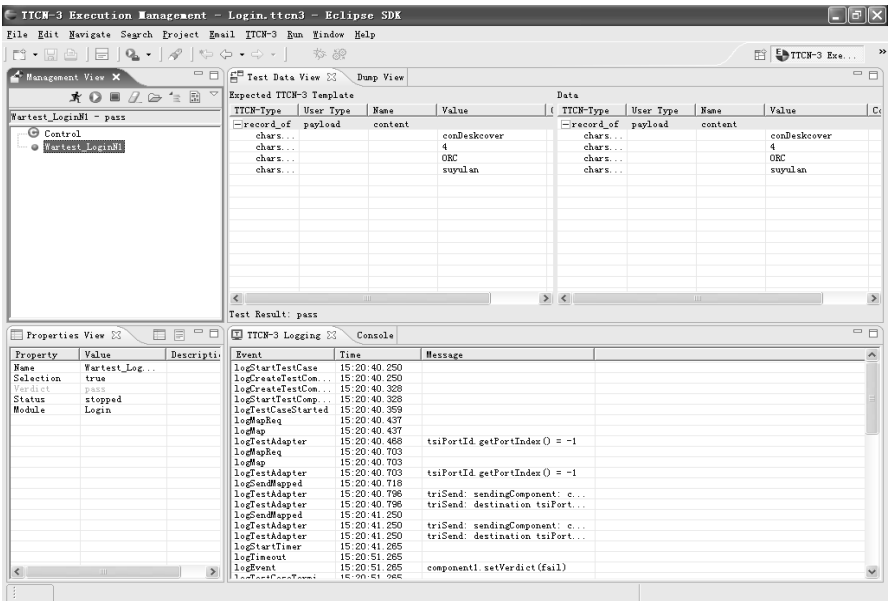 TTCN-3 Execution Management - Login.ttcn3 - Eclipse SDK
File Edit Navigate Search Project Email TTCN-3 Run Window Help
TTCN-3 Exe... »
Management View
Wartest_LoginN1 - pass
Control
Wartest_LoginN1
Test Data View Dump View
Expected TTCN-3 Template Data
TTCN-Type User Type Name Value ( TTCN-Type User Type Name Value Co
record_of payload content record_of payload content
chars... conDeskcover chars... conDeskcover
chars... 4 chars... 4
chars... ORC chars... ORC
chars... suyulan chars... suyulan
Test Result: pass
Properties View
Property Value Descripti
Name Wartest_Log...
Selection true
Verdict pass
Status stopped
Module Login
TTCN-3 Logging Console
Event Time Message
logStartTestCase 15:20:40.250
logCreateTestCom... 15:20:40.250
logCreateTestCom... 15:20:40.328
logStartTestComp... 15:20:40.328
logTestCaseStarted 15:20:40.359
logMapReq 15:20:40.437
logMap 15:20:40.437
logTestAdapter 15:20:40.468 tsiPortId.getPortIndex() = -1
logMapReq 15:20:40.703
logMap 15:20:40.703
logTestAdapter 15:20:40.703 tsiPortId.getPortIndex() = -1
logSendMapped 15:20:40.718
logTestAdapter 15:20:40.796 triSend: sendingComponent: c...
logTestAdapter 15:20:40.796 triSend: destination tsiPort...
logSendMapped 15:20:41.250
logTestAdapter 15:20:41.250 triSend: sendingComponent: c...
logTestAdapter 15:20:41.250 triSend: destination tsiPort...
logStartTimer 15:20:41.265
logTimeout 15:20:51.265
logEvent 15:20:51.265 component1.setVerdict(fail)
logTestCaseTermi... 15:20:51.265